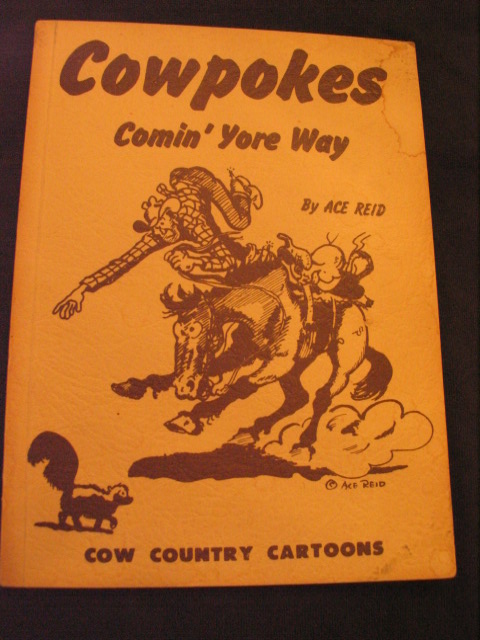 Cowpokes
Comin' Yore Way
By ACE REID
© ACE REID
COW COUNTRY CARTOONS